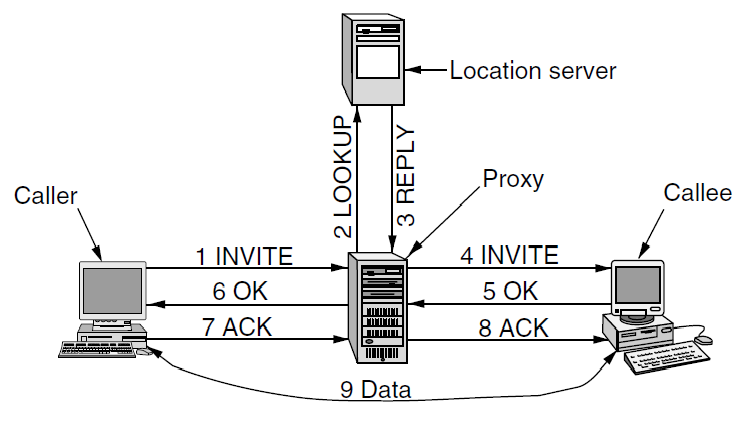 Location server
2 LOOKUP
3 REPLY
Proxy
Caller
Callee
1 INVITE
4 INVITE
6 OK
5 OK
7 ACK
8 ACK
9 Data